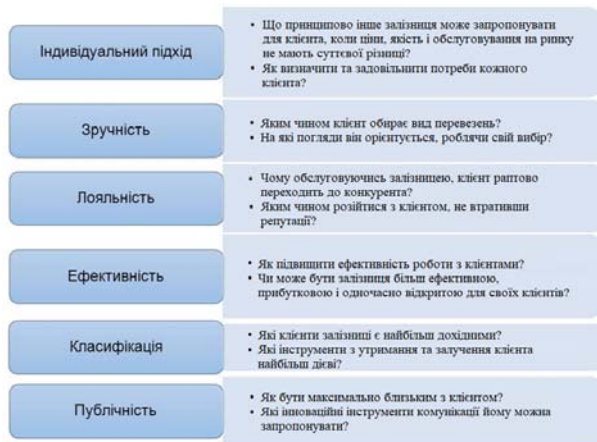 Індивідуальний підхід
• Що принципово інше залізниця може запропонувати
для клієнта, коли ціни, якість і обслуговування на ринку
не мають суттєвої різниці?
• Як визначити та задовільнити потреби кожного
клієнта?
Зручність
• Яким чином клієнт обирає вид перевезень?
• На які погляди він орієнтується, роблячи свій вибір?
Лояльність
• Чому обслуговуючись залізницею, клієнт раптово
переходить до конкурента?
• Яким чином розійтися з клієнтом, не втративши
репутації?
Ефективність
• Як підвищити ефективність роботи з клієнтами?
• Чи може бути залізниця більш ефективною,
прибутковою і одночасно відкритою для своїх клієнтів?
Класифікація
• Які клієнти залізниці є найбільш дохідними?
• Які інструменти з утримання та залучення клієнта
найбільш дієві?
Публічність
• Як бути максимально близьким з клієнтом?
• Які інноваційні інструменти комунікації йому можна
запропонувати?